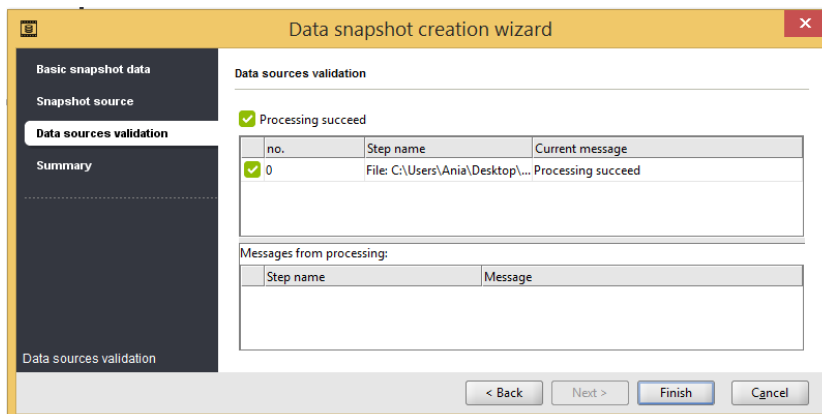 Data snapshot creation wizard
Basic snapshot data
Snapshot source
Data sources validation
Summary
Data sources validation
Data sources validation
Processing succeed
no. Step name Current message
0 File: C:\Users\Ania\Desktop\... Processing succeed
Messages from processing:
Step name Message
< Back Next > Finish Cancel